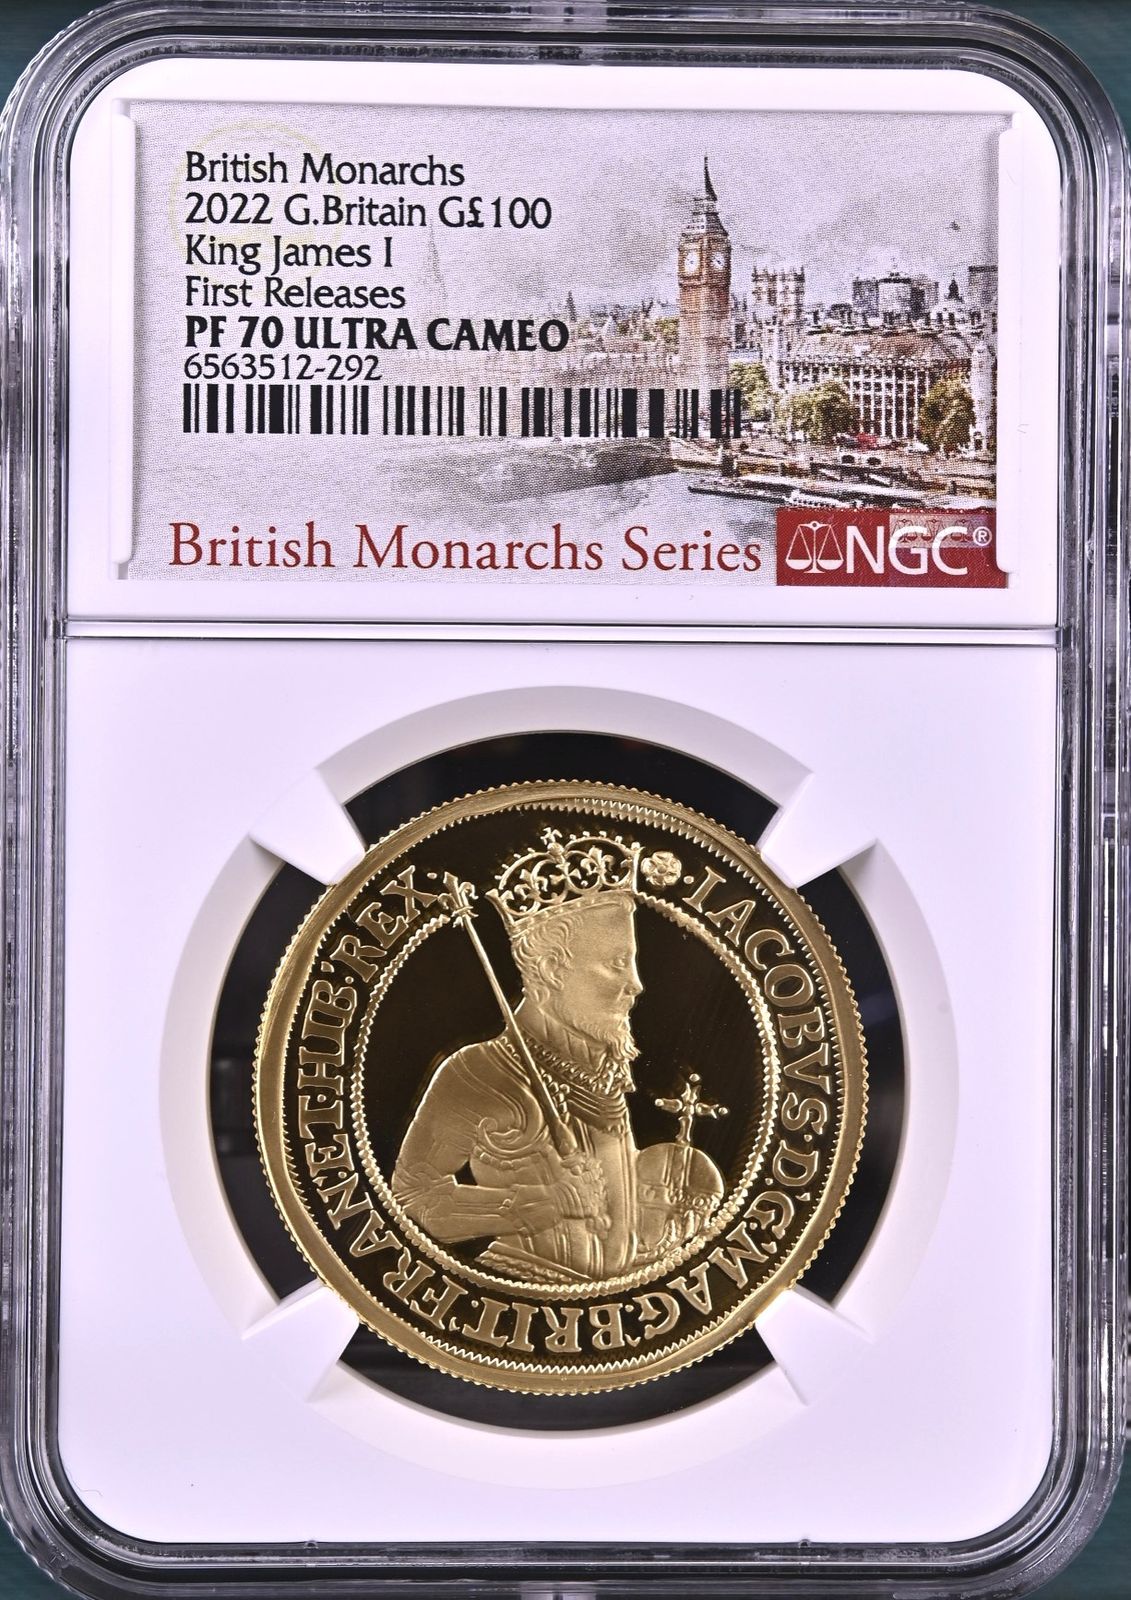 British Monarchs
2022 G.Britain G£100
King James I
First Releases
PF 70 ULTRA CAMEO
6563512-292
British Monarchs Series
NGC®
·IACOBVS·D:G:MAG:BRIT:FRAN:ET·HIB·REX·